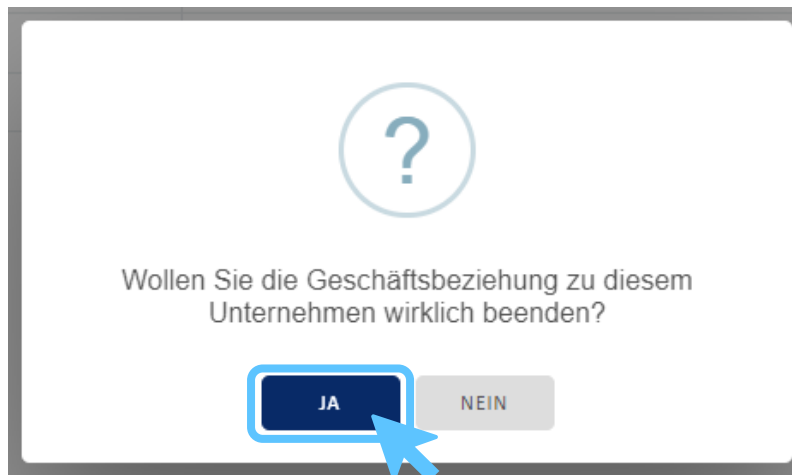 ?
Wollen Sie die Geschäftsbeziehung zu diesem
Unternehmen wirklich beenden?
JA NEIN